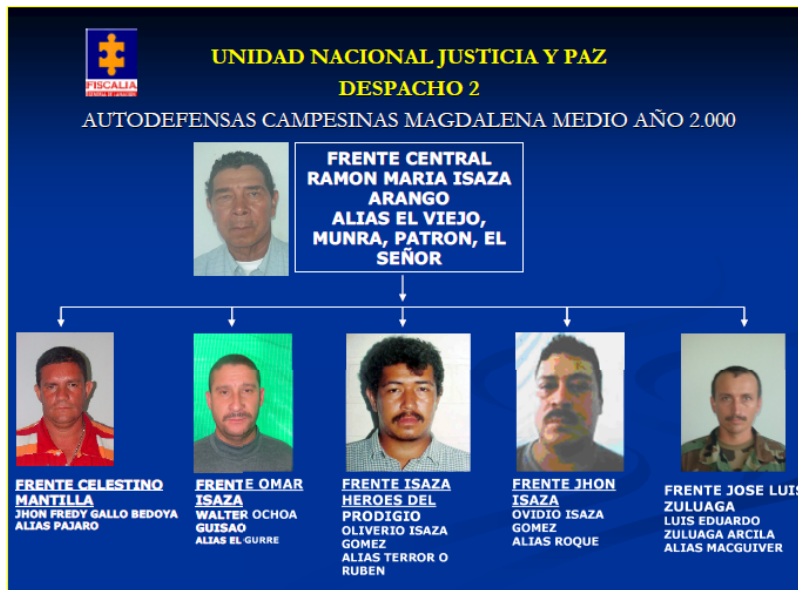 FISCALIA
UNIDAD NACIONAL JUSTICIA Y PAZ
DESPACHO 2
AUTODEFENSAS CAMPESINAS MAGDALENA MEDIO AÑO 2.000
FRENTE CENTRAL
RAMON MARIA ISAZA
ARANGO
ALIAS EL VIEJO,
MUNRA, PATRON, EL
SEÑOR
FRENTE CELESTINO
MANTILLA
JHON FREDY GALLO BEDOYA
ALIAS PAJARO
FRENTE OMAR
ISAZA
WALTER OCHOA
GUISAO
ALIAS EL GURRE
FRENTE ISAZA
HEROES DEL
PRODIGIO
OLIVERIO ISAZA
GOMEZ
ALIAS TERROR O
RUBEN
FRENTE JHON
ISAZA
OVIDIO ISAZA
GOMEZ
ALIAS ROQUE
FRENTE JOSE LUIS
ZULUAGA
LUIS EDUARDO
ZULUAGA ARCILA
ALIAS MACGUIVER